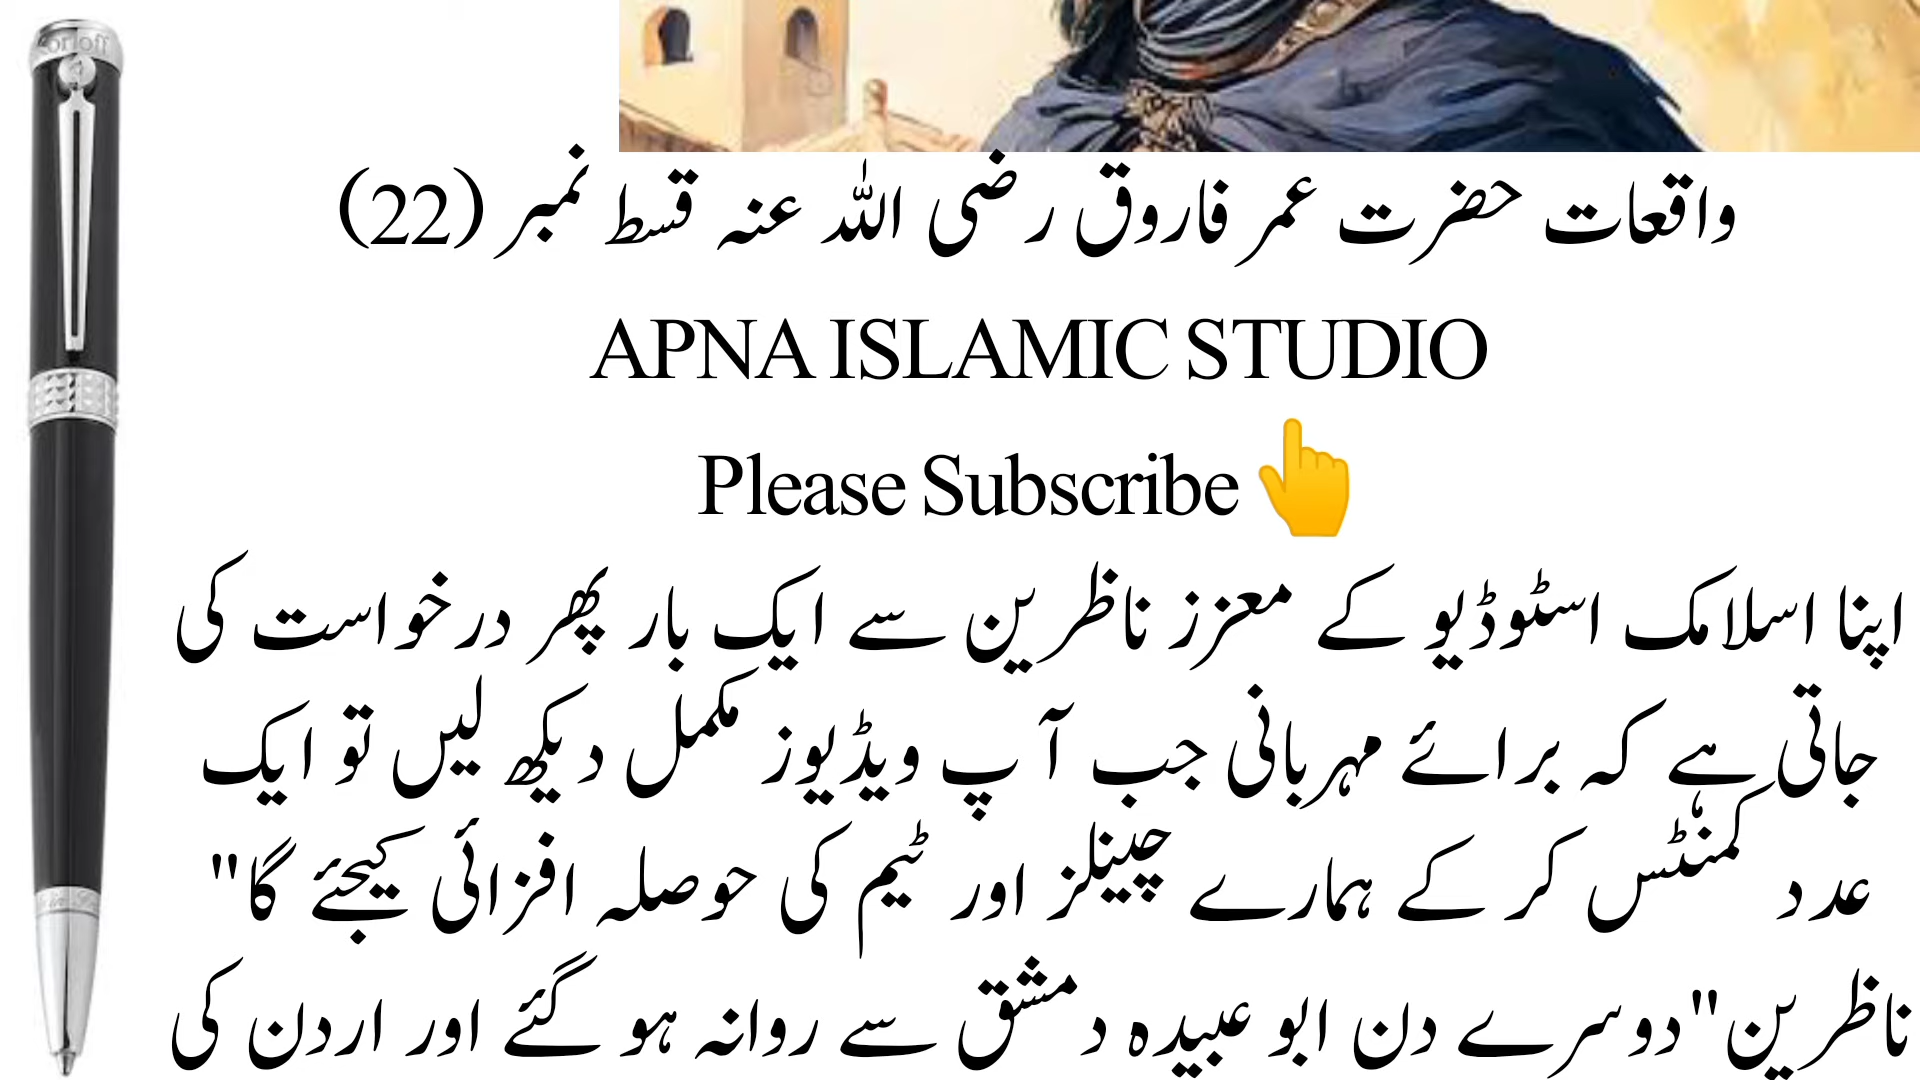 orloff
واقعات حضرت عمر فاروق رضی اللہ عنہ قسط نمبر (22)
APNA ISLAMIC STUDIO
Please Subscribe 👆
اپنا اسلامک اسٹوڈیو کے معزز ناظرین سے ایک بار پھر درخواست کی
جاتی ہے کہ برائے مہربانی جب آپ ویڈیوز مکمل دیکھ لیں تو ایک
عدد کمنٹس کر کے ہمارے چینلز اور ٹیم کی حوصلہ افزائی کیجئے گا"
ناظرین"دوسرے دن ابو عبیدہ دمشق سے روانہ ہو گئے اور اردن کی